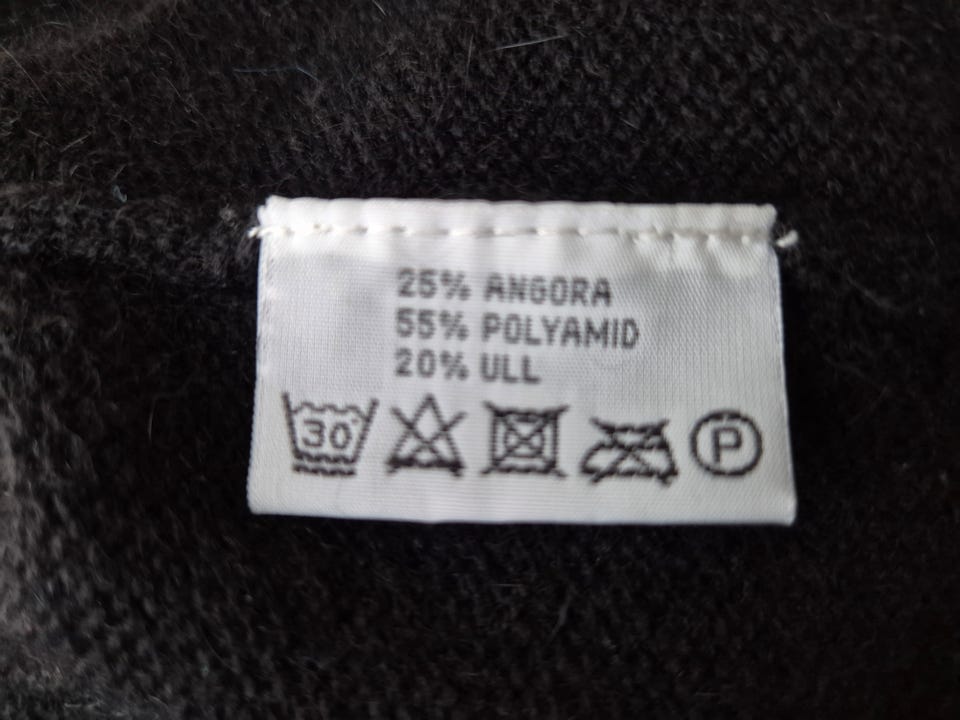 25% ANGORA
55% POLYAMID
20% ULL
30° P